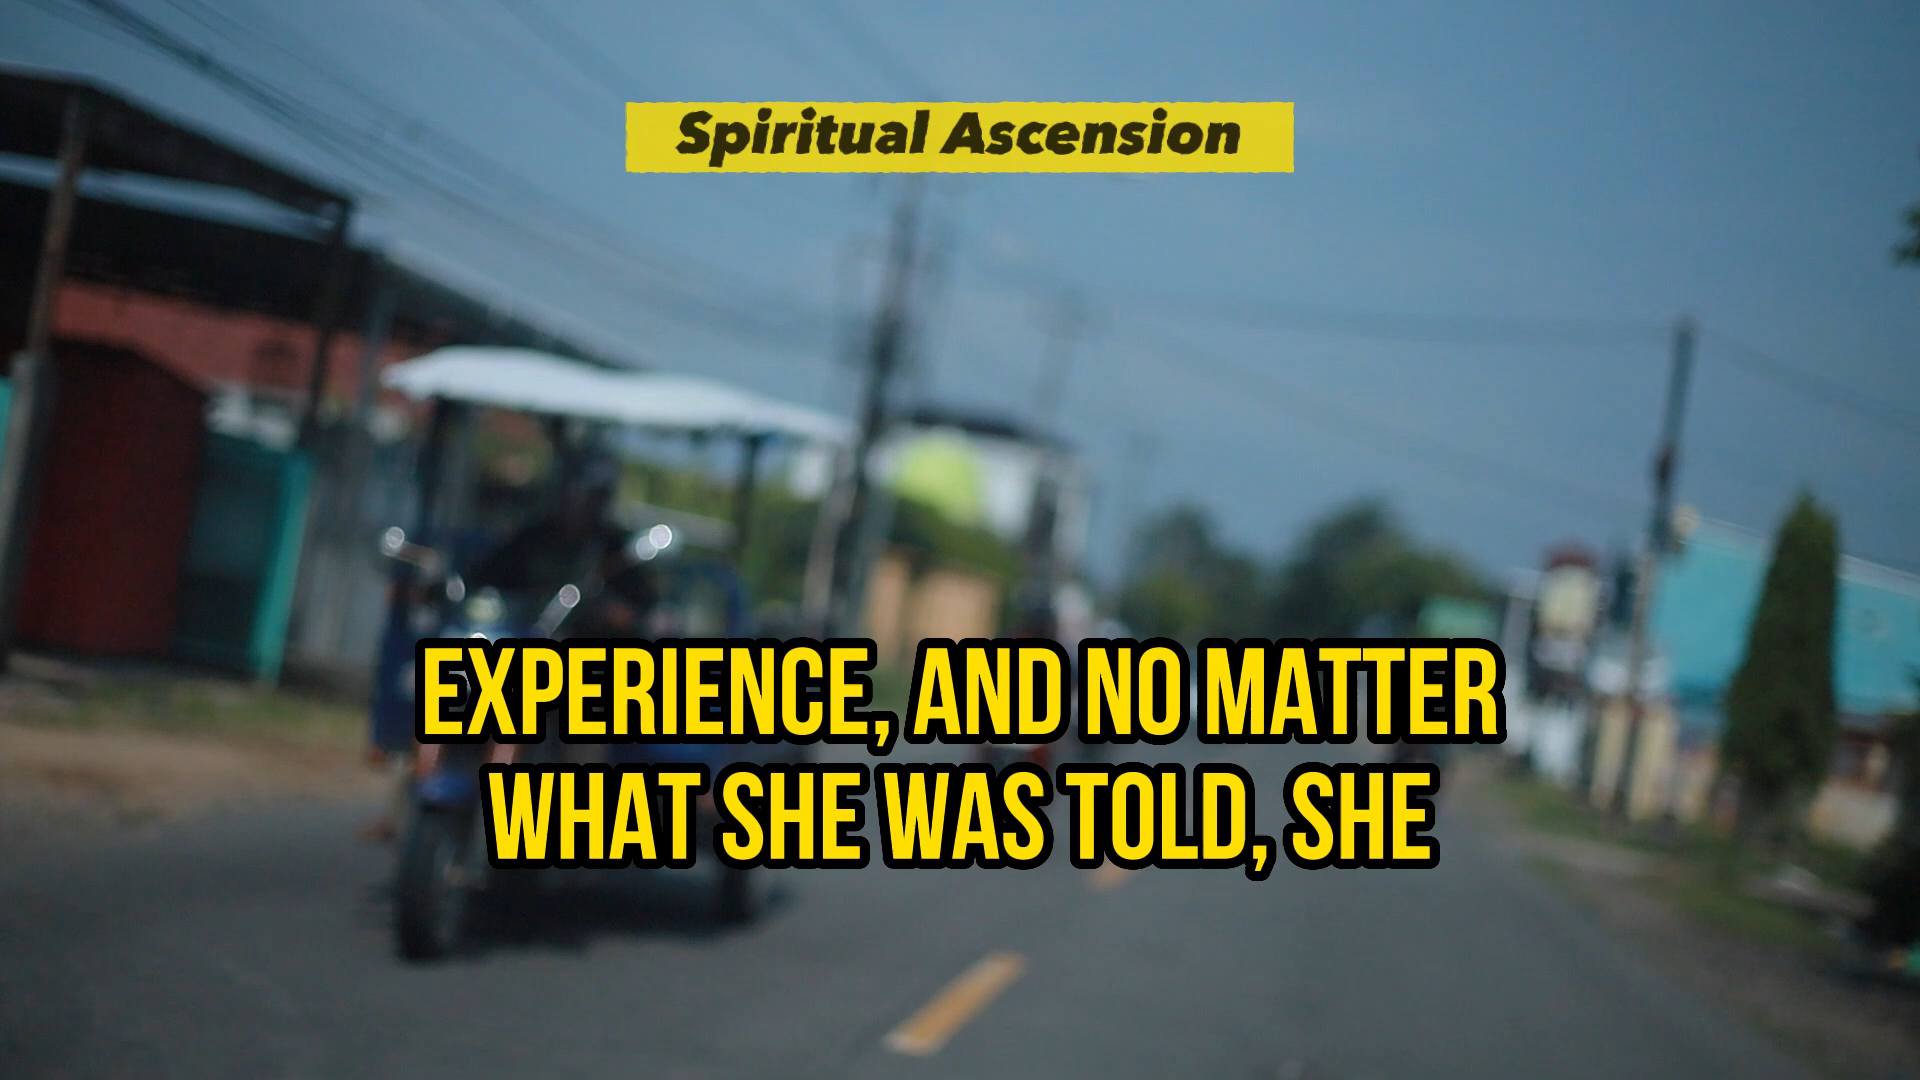 Spiritual Ascension
EXPERIENCE, AND NO MATTER
WHAT SHE WAS TOLD, SHE